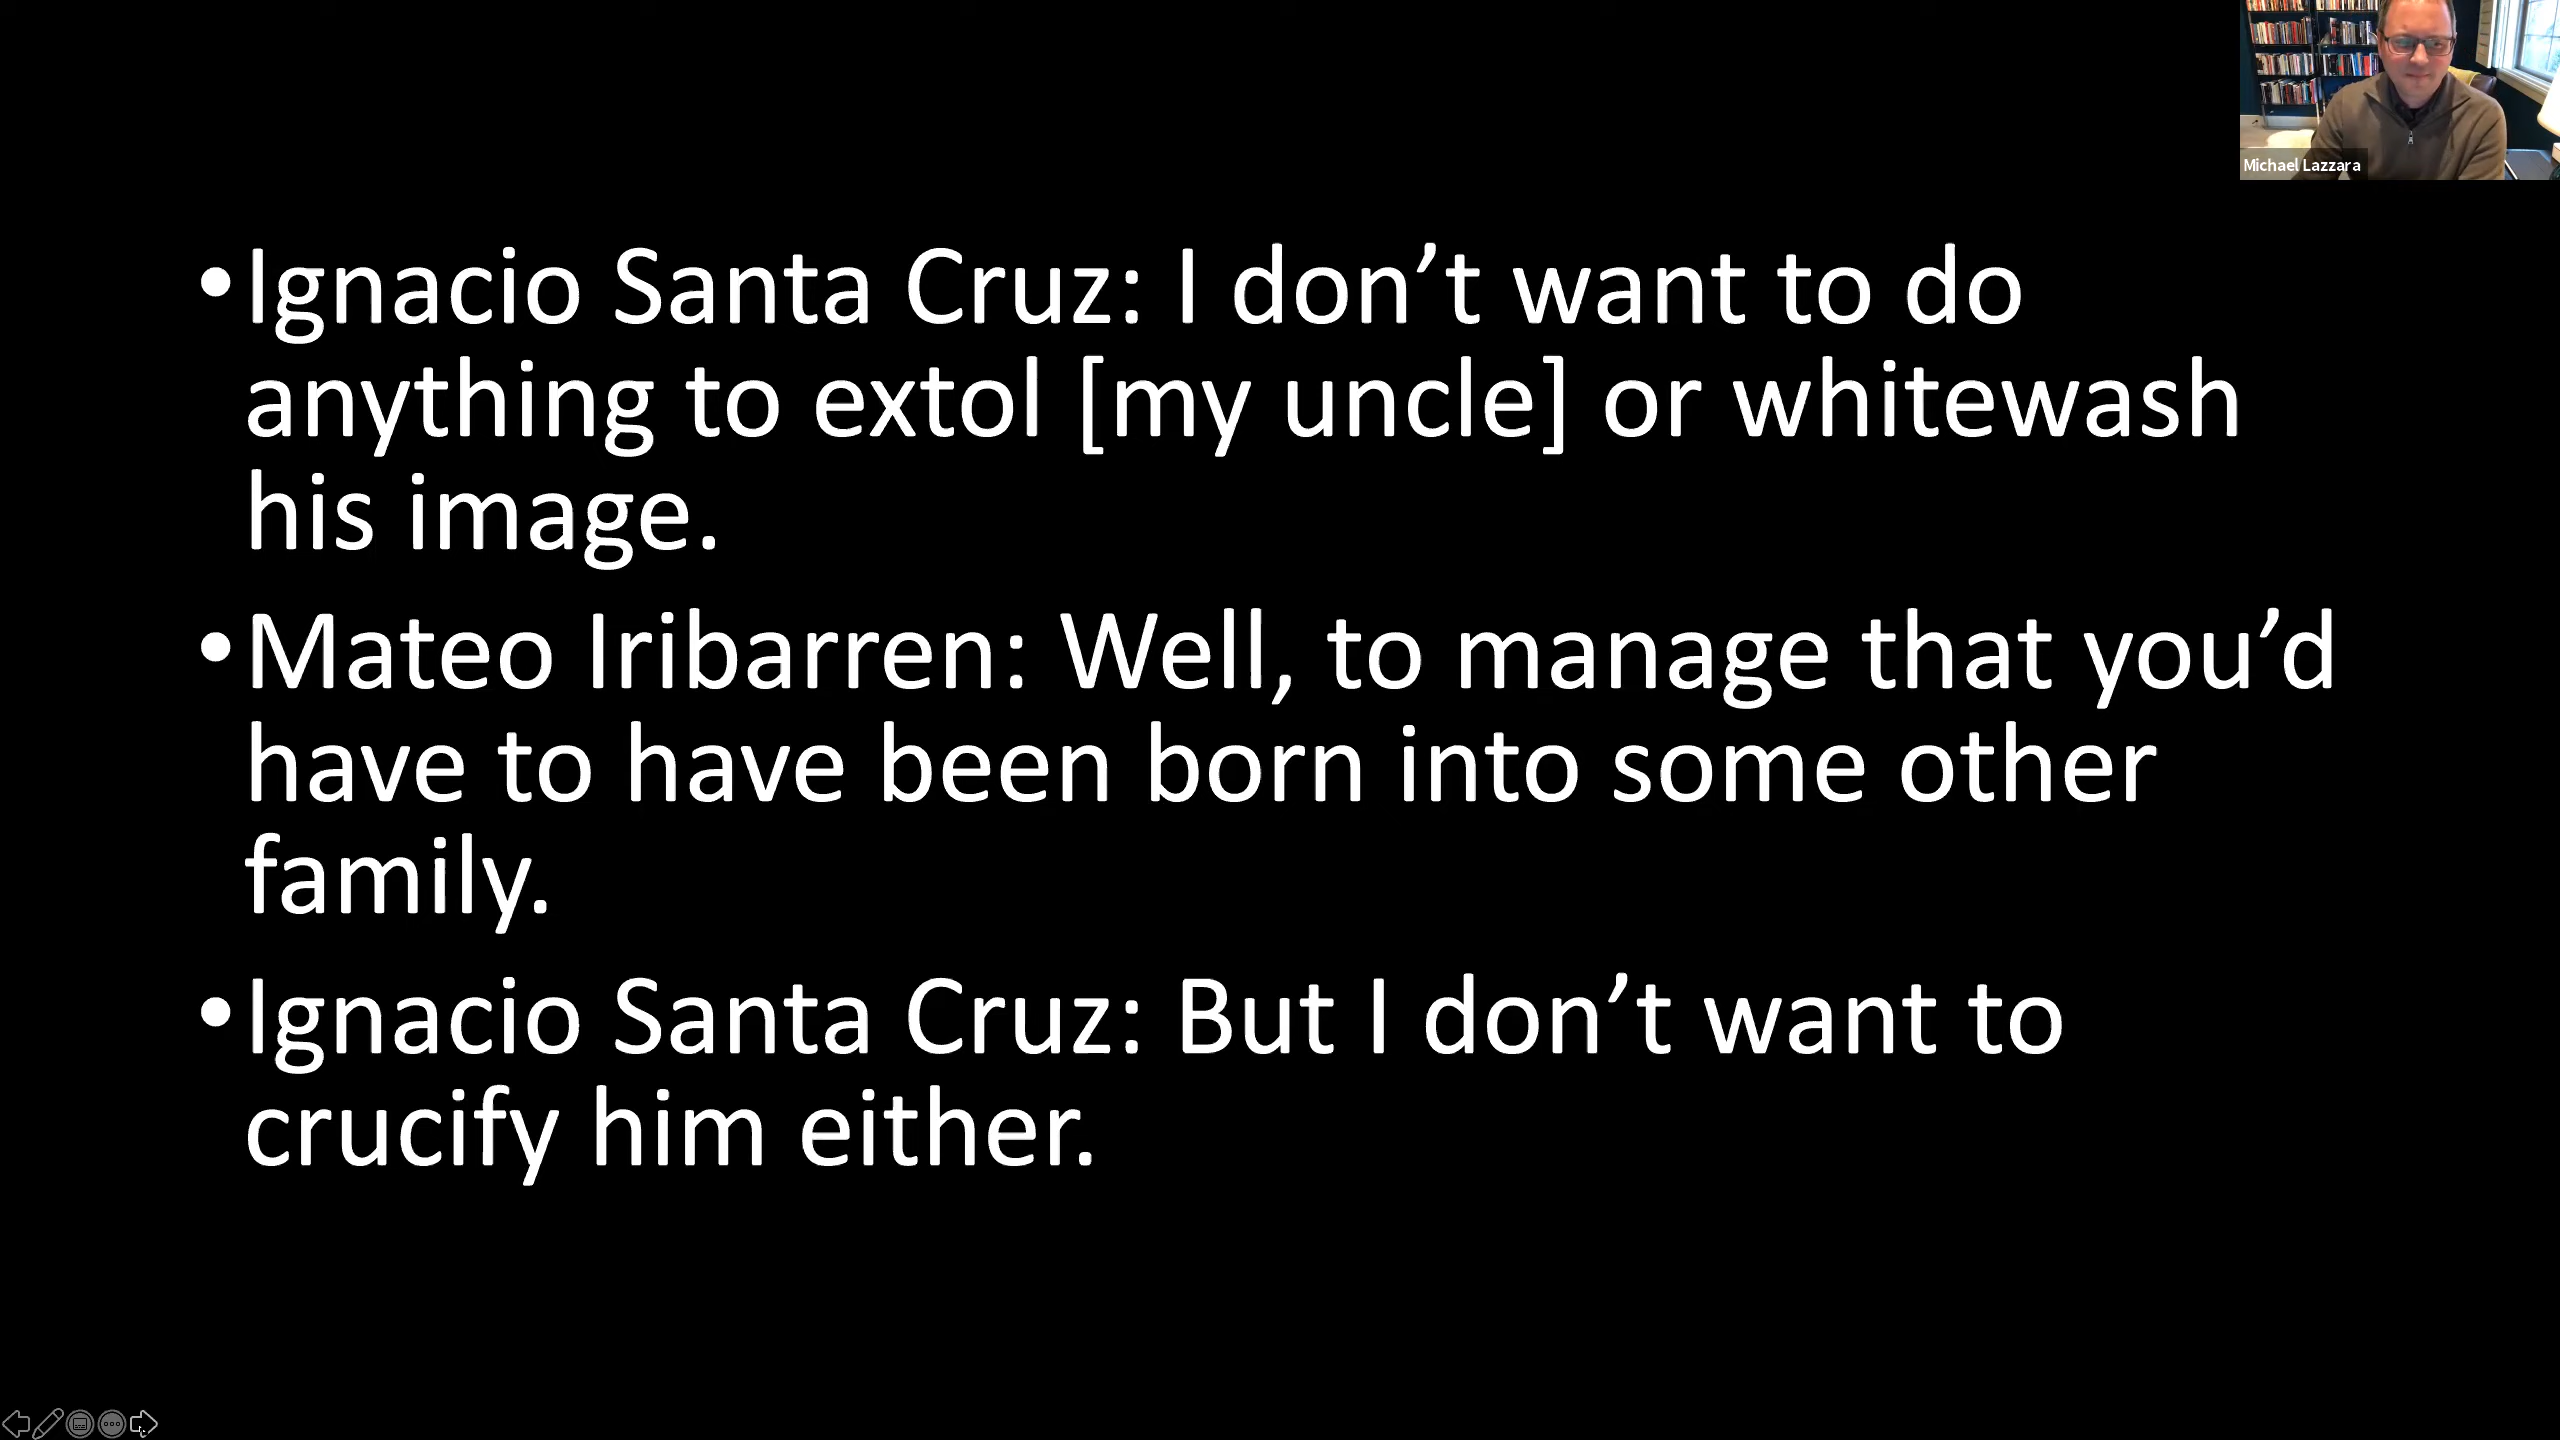 Michael Lazzara
•Ignacio Santa Cruz: I don’t want to do
anything to extol [my uncle] or whitewash
his image.
•Mateo Iribarren: Well, to manage that you’d
have to have been born into some other
family.
•Ignacio Santa Cruz: But I don’t want to
crucify him either.